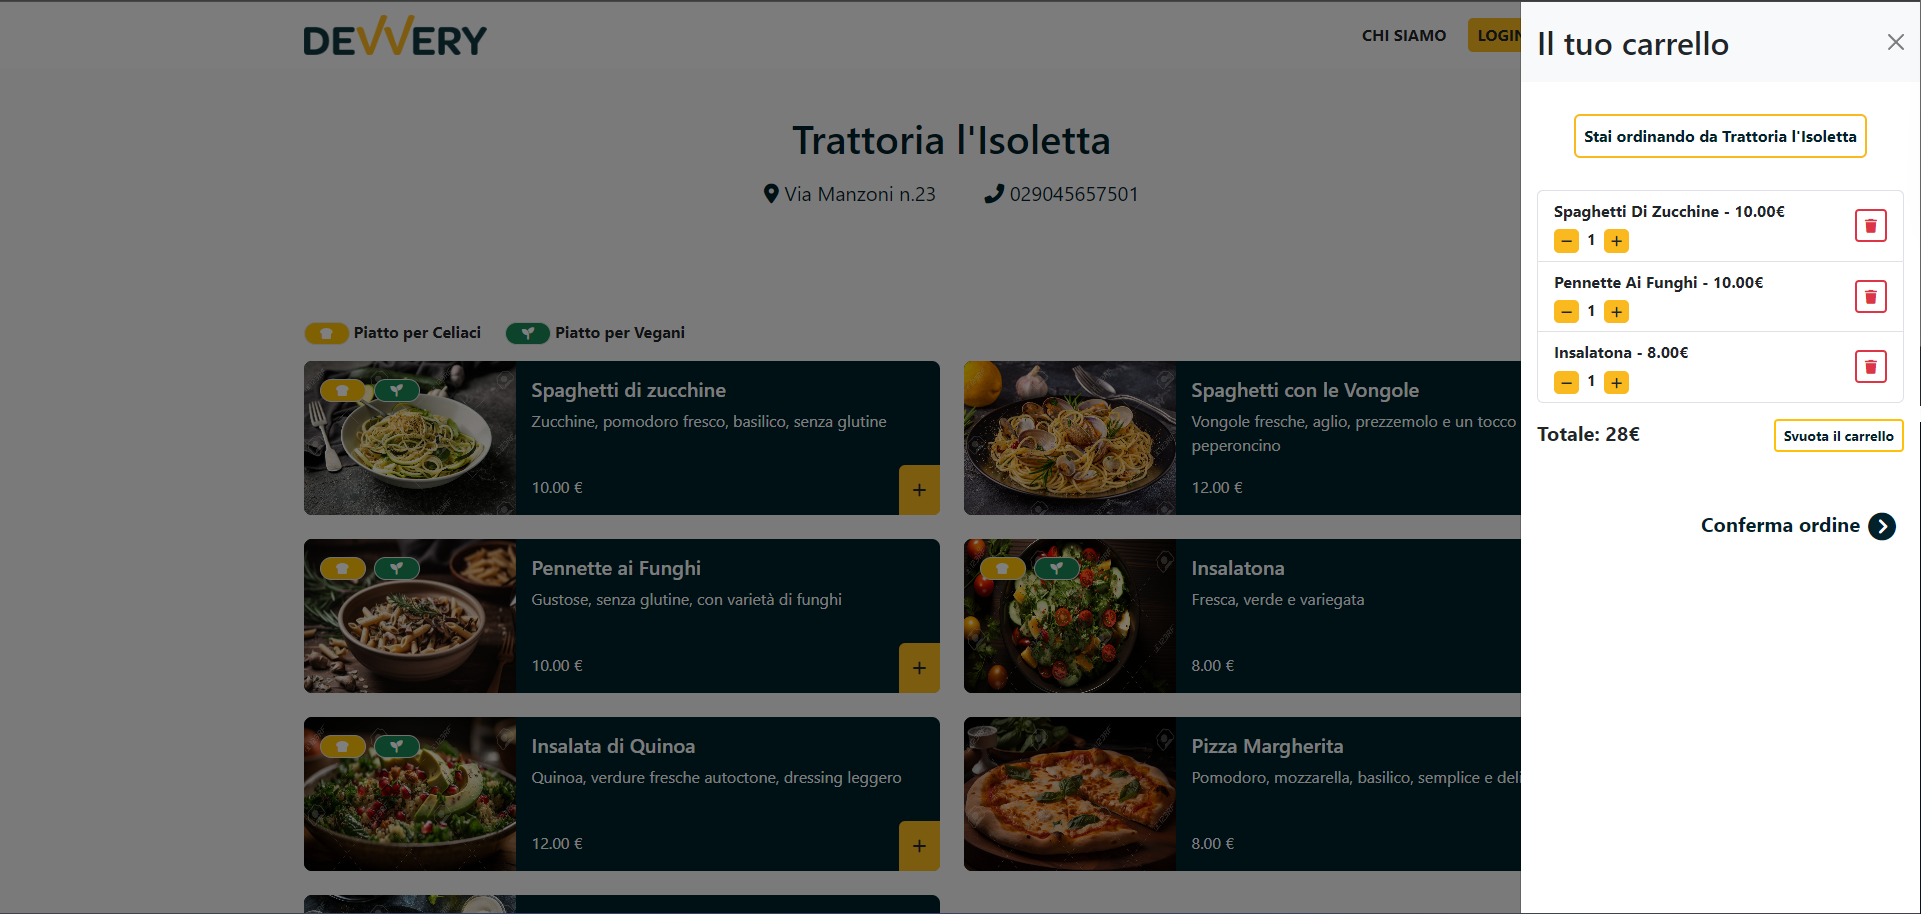 DEVVERY
CHI SIAMO
LOGIN
Trattoria l'Isoletta
Via Manzoni n.23
029045657501
Piatto per Celiaci
Piatto per Vegani
Spaghetti di zucchine
Zucchine, pomodoro fresco, basilico, senza glutine
10.00 €
+
Spaghetti con le Vongole
Vongole fresche, aglio, prezzemolo e un tocco
peperoncino
12.00 €
Pennette ai Funghi
Gustose, senza glutine, con varietà di funghi
10.00 €
+
Insalatona
Fresca, verde e variegata
8.00 €
Insalata di Quinoa
Quinoa, verdure fresche autoctone, dressing leggero
12.00 €
+
Pizza Margherita
Pomodoro, mozzarella, basilico, semplice e deli
8.00 €
Il tuo carrello
Stai ordinando da Trattoria l'Isoletta
Spaghetti Di Zucchine - 10.00€
− 1 +
Pennette Ai Funghi - 10.00€
− 1 +
Insalatona - 8.00€
− 1 +
Totale: 28€
Svuota il carrello
Conferma ordine